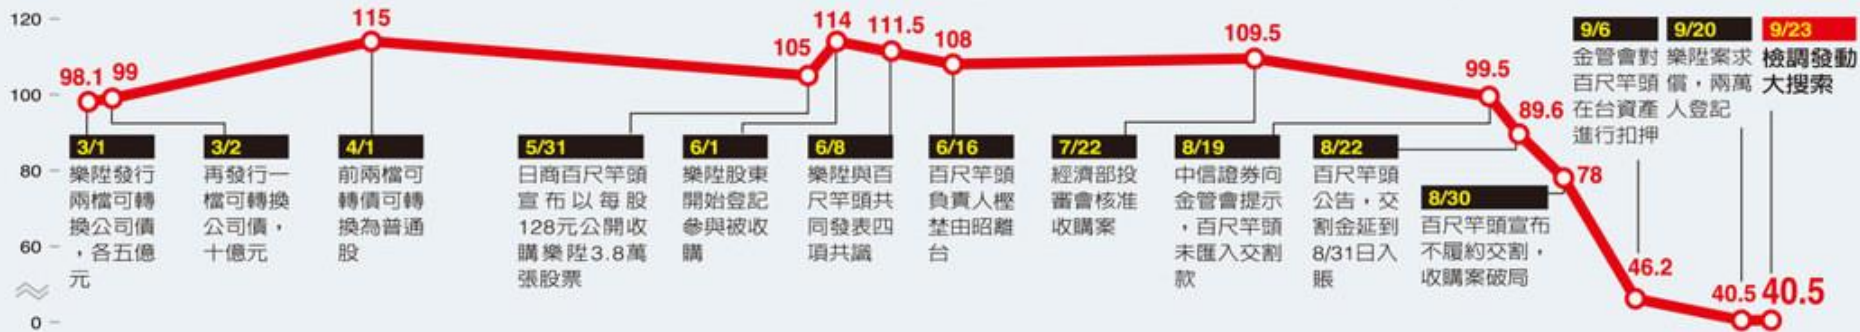 120
100
80
60
0
98.1
99
115
105
114
111.5
108
109.5
99.5
89.6
78
46.2
40.5
40.5
3/1
樂陞發行
兩檔可轉
換公司債
,各五億
元
3/2
再發行一
檔可轉換
公司債,
十億元
4/1
前兩檔可
轉債可轉
換為普通
股
5/31
日商百尺竿頭
宣布以每股
128元公開收
購樂陞3.8萬
張股票
6/1
樂陞股東
開始登記
參與被收
購
6/8
樂陞與百
尺竿頭共
同發表四
項共識
6/16
百尺竿頭
負責人樫
埜由昭離
台
7/22
經濟部投
審會核准
收購案
8/19
中信證券向
金管會提示
,百尺竿頭
未匯入交割
款
8/22
百尺竿頭
公告,交
割金延到
8/31日入
賬
8/30
百尺竿頭宣布
不履約交割,
收購案破局
9/6
金管會對
百尺竿頭
在台資產
進行扣押
9/20
樂陞案求
償,兩萬
人登記
9/23
檢調發動
大搜索